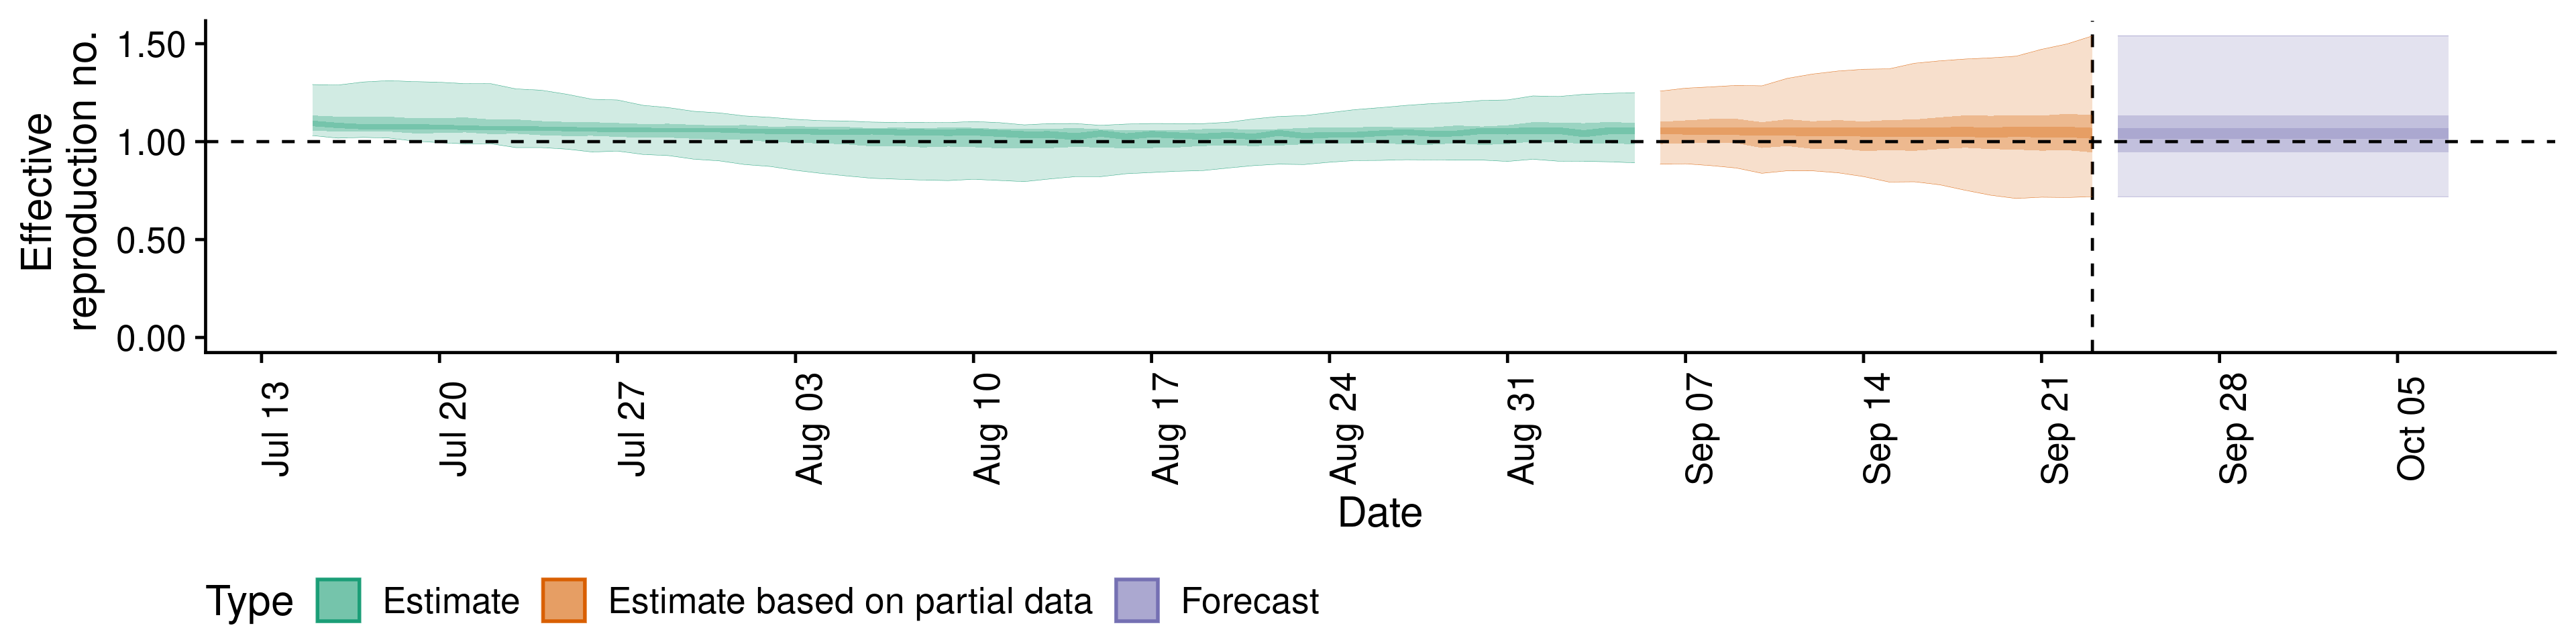 Effective
reproduction no.
1.50
1.00
0.50
0.00
Jul 13
Jul 20
Jul 27
Aug 03
Aug 10
Aug 17
Aug 24
Aug 31
Sep 07
Sep 14
Sep 21
Sep 28
Oct 05
Date
Type Estimate Estimate based on partial data Forecast